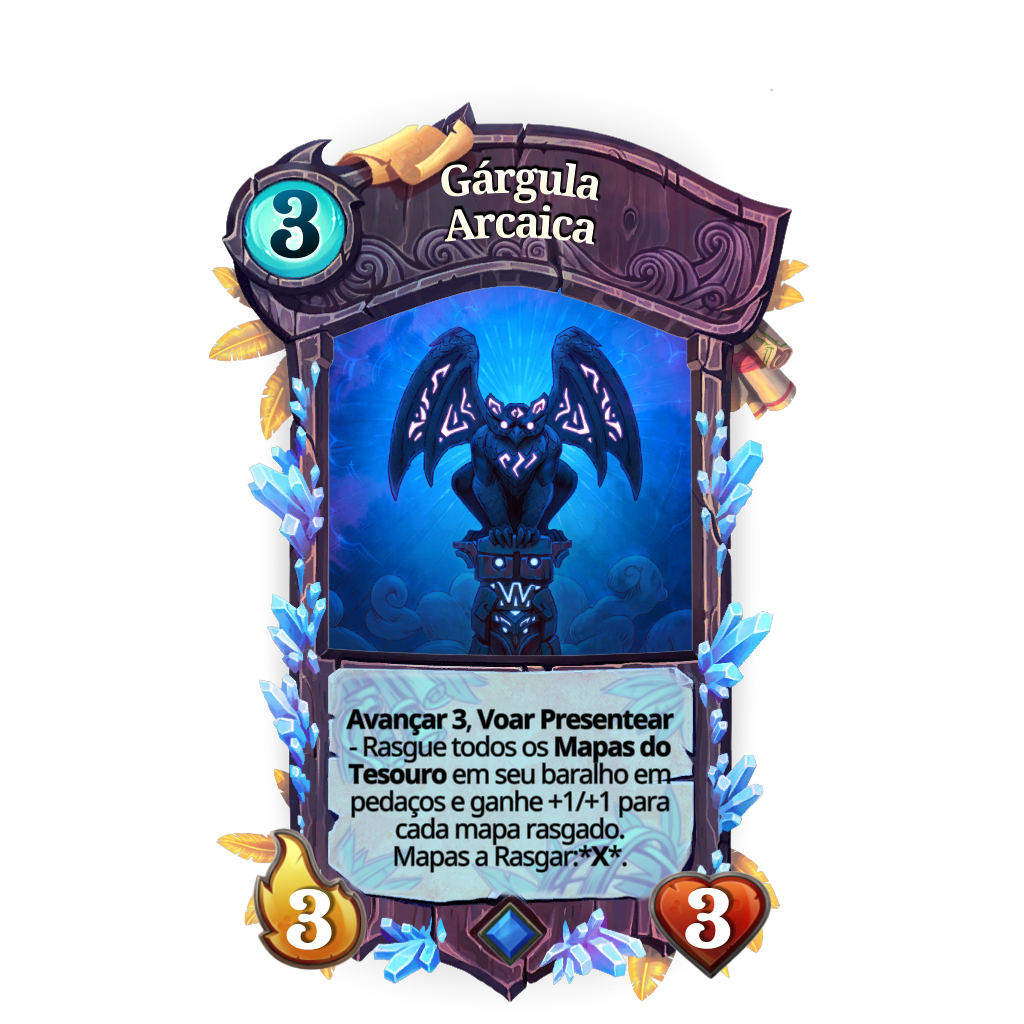 3
Gárgula
Arcaica
Avançar 3, Voar Presentear
- Rasgue todos os Mapas do
Tesouro em seu baralho em
pedaços e ganhe +1/+1 para
cada mapa rasgado.
Mapas a Rasgar:*X*.
3
3